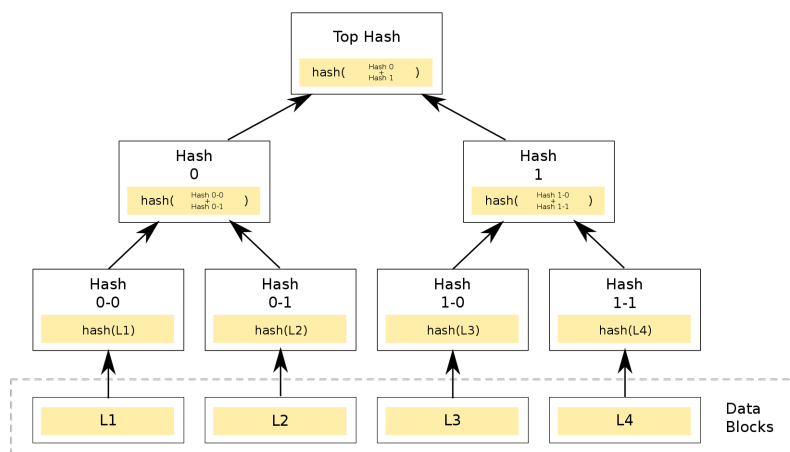 Top Hash
hash( Hash 0 + Hash 1 )
Hash 0
hash( Hash 0-0 + Hash 0-1 )
Hash 1
hash( Hash 1-0 + Hash 1-1 )
Hash 0-0
hash(L1)
Hash 0-1
hash(L2)
Hash 1-0
hash(L3)
Hash 1-1
hash(L4)
L1
L2
L3
L4
Data
Blocks